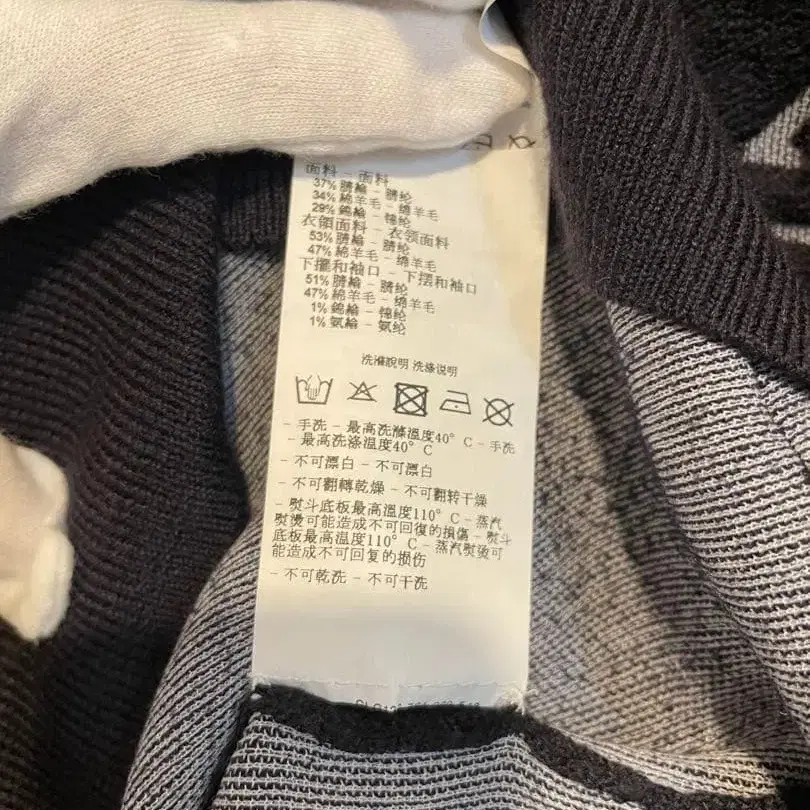 面料 - 面料
37% 腈綸 - 腈纶
34% 綿羊毛 - 绵羊毛
29% 錦綸 - 锦纶
衣領面料 - 衣领面料
53% 腈綸 - 腈纶
47% 綿羊毛 - 绵羊毛
下擺和袖口 - 下摆和袖口
51% 腈綸 - 腈纶
47% 綿羊毛 - 绵羊毛
1% 錦綸 - 锦纶
1% 氨綸 - 氨纶
洗滌說明 洗涤说明
- 手洗 - 最高洗滌溫度40° C - 手洗
- 最高洗涤温度40° C
- 不可漂白 - 不可漂白
- 不可翻轉乾燥 - 不可翻转干燥
- 熨斗底板最高溫度110° C - 蒸汽
熨燙可能造成不可回復的損傷 - 熨斗
底板最高温度110° C - 蒸汽熨烫可
能造成不可回复的损伤
- 不可乾洗 - 不可干洗